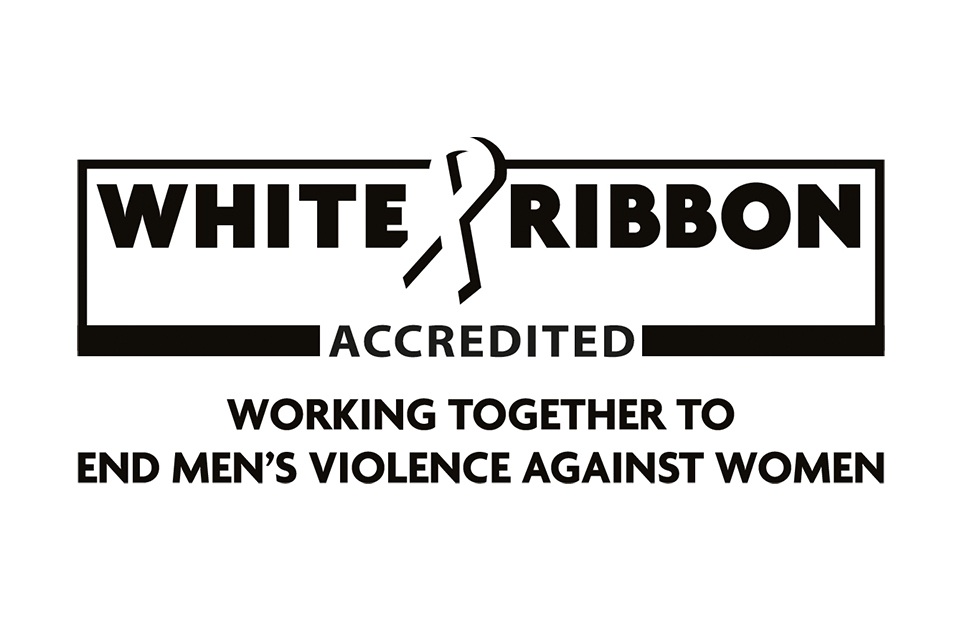 WHITE RIBBON
ACCREDITED
WORKING TOGETHER TO
END MEN'S VIOLENCE AGAINST WOMEN